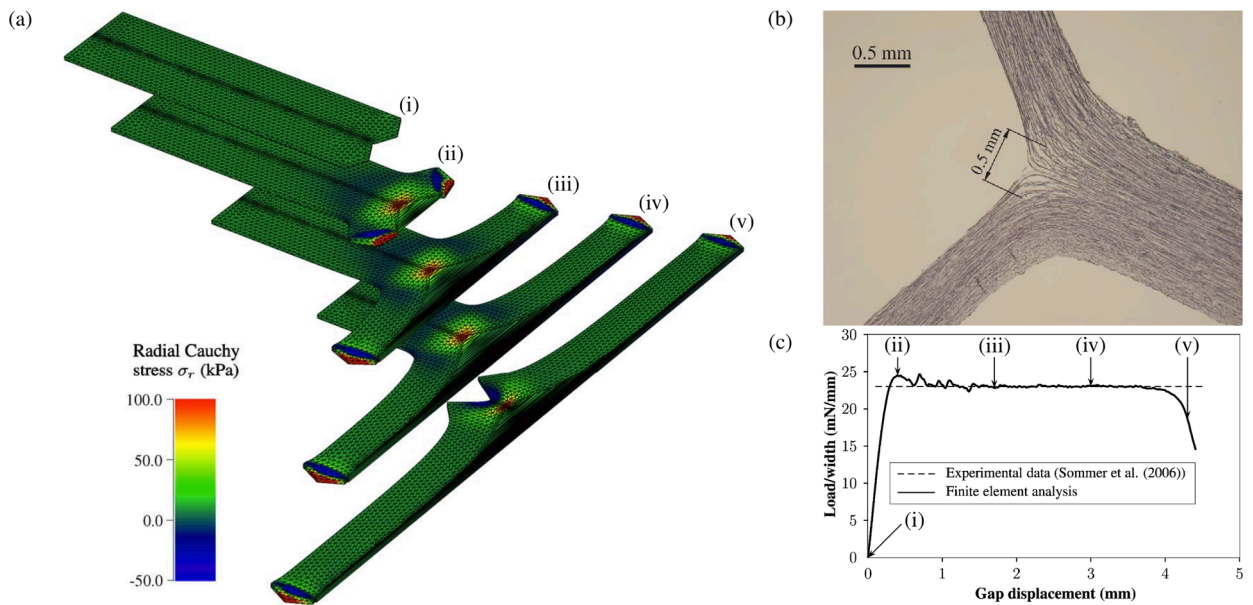 (a)
(i)
(ii)
(iii)
(iv)
(v)
Radial Cauchy
stress σr (kPa)
100.0
50.0
0.0
-50.0
(b)
0.5 mm
0.5 mm
(c)
30
25
20
15
10
5
0
Load/width (mN/mm)
(ii)
(iii)
(iv)
(v)
Experimental data (Sommer et al. (2006))
Finite element analysis
(i)
0 1 2 3 4 5
Gap displacement (mm)